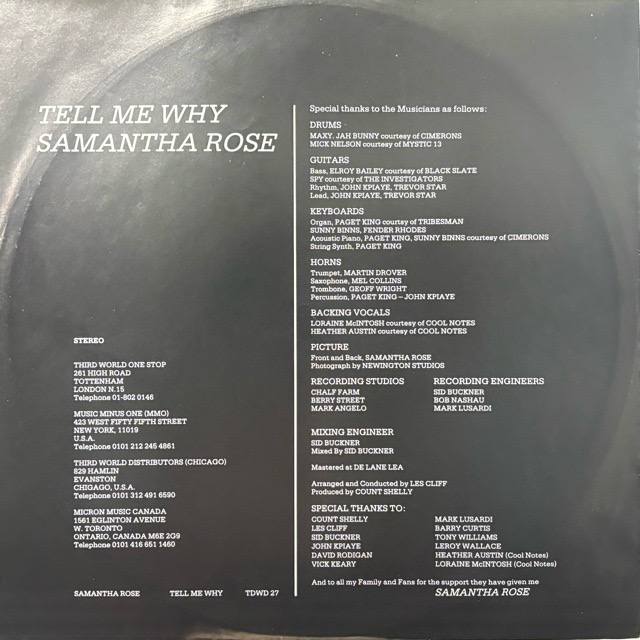 TELL ME WHY
SAMANTHA ROSE
STEREO
THIRD WORLD ONE STOP
261 HIGH ROAD
TOTTENHAM
LONDON N.15
Telephone 01-802 0146
MUSIC MINUS ONE (MMO)
423 WEST FIFTY FIFTH STREET
NEW YORK, 11019
U.S.A.
Telephone 0101 212 245 4861
THIRD WORLD DISTRIBUTORS (CHICAGO)
829 HAMLIN
EVANSTON
CHIGAGO, U.S.A.
Telephone 0101 312 491 6590
MICRON MUSIC CANADA
1561 EGLINTON AVENUE
W. TORONTO
ONTARIO, CANADA M6E 2G9
Telephone 0101 416 651 1460
SAMANTHA ROSE TELL ME WHY TDWD 27
Special thanks to the Musicians as follows:
DRUMS
MAXY, JAH BUNNY courtesy of CIMERONS
MICK NELSON courtesy of MYSTIC 13
GUITARS
Bass, ELROY BAILEY courtesy of BLACK SLATE
SPY courtesy of THE INVESTIGATORS
Rhythm, JOHN KPIAYE, TREVOR STAR
Lead, JOHN KPIAYE, TREVOR STAR
KEYBOARDS
Organ, PAGET KING courtsy of TRIBESMAN
SUNNY BINNS, FENDER RHODES
Acoustic Piano, PAGET KING, SUNNY BINNS courtesy of CIMERONS
String Synth, PAGET KING
HORNS
Trumpet, MARTIN DROVER
Saxophone, MEL COLLINS
Trombone, GEOFF WRIGHT
Percussion, PAGET KING – JOHN KPIAYE
BACKING VOCALS
LORAINE McINTOSH courtesy of COOL NOTES
HEATHER AUSTIN courtesy of COOL NOTES
PICTURE
Front and Back, SAMANTHA ROSE
Photograph by NEWINGTON STUDIOS
RECORDING STUDIOS
CHALF FARM
BERRY STREET
MARK ANGELO
RECORDING ENGINEERS
SID BUCKNER
BOB NASHAU
MARK LUSARDI
MIXING ENGINEER
SID BUCKNER
Mixed By SID BUCKNER
Mastered at DE LANE LEA
Arranged and Conducted by LES CLIFF
Produced by COUNT SHELLY
SPECIAL THANKS TO:
COUNT SHELLY
LES CLIFF
SID BUCKNER
JOHN KPIAYE
DAVID RODIGAN
VICK KEARY
MARK LUSARDI
BARRY CURTIS
TONY WILLIAMS
LEROY WALLACE
HEATHER AUSTIN (Cool Notes)
LORAINE McINTOSH (Cool Notes)
And to all my Family and Fans for the support they have given me
SAMANTHA ROSE